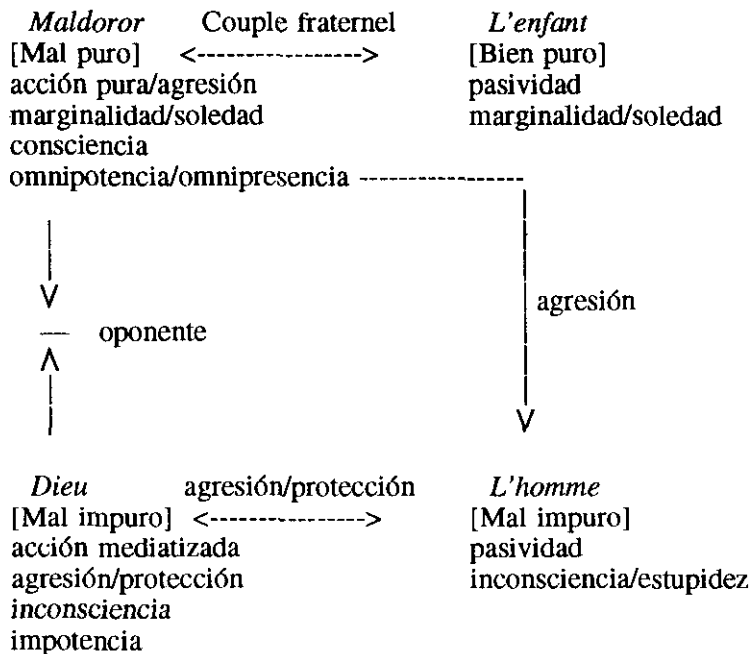 Maldoror Couple fraternel L'enfant
[Mal puro] <----------------> [Bien puro]
acción pura/agresión pasividad
marginalidad/soledad marginalidad/soledad
consciencia
omnipotencia/omnipresencia ----------------
agresión
oponente
Dieu agresión/protección L'homme
[Mal impuro] <----------------> [Mal impuro]
acción mediatizada pasividad
agresión/protección inconsciencia/estupidez
inconsciencia
impotencia